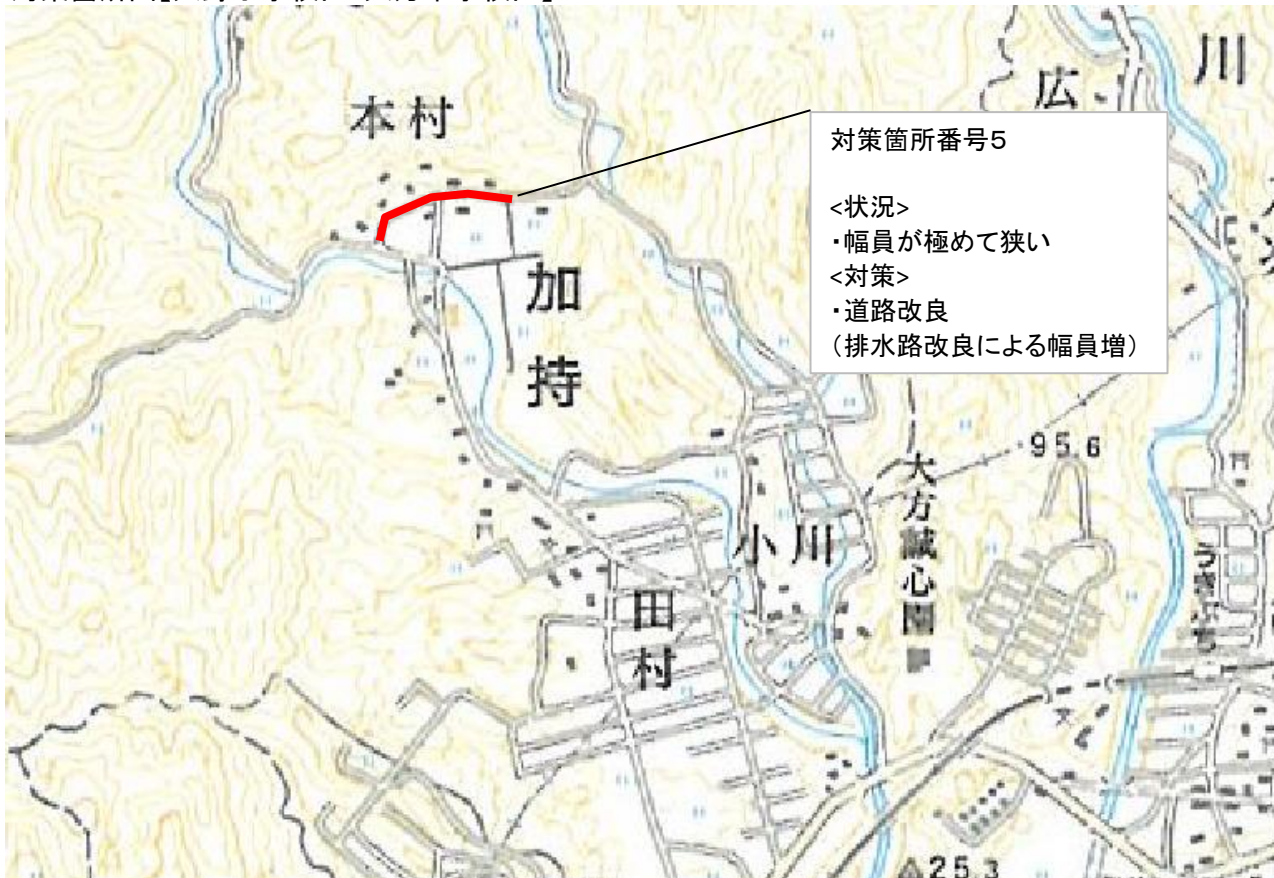 本村
広
川
対策箇所番号5
<状況>
・幅員が極めて狭い
<対策>
・道路改良
（排水路改良による幅員増）
加持
95.6
大方誠心園
小川
田村
25.3